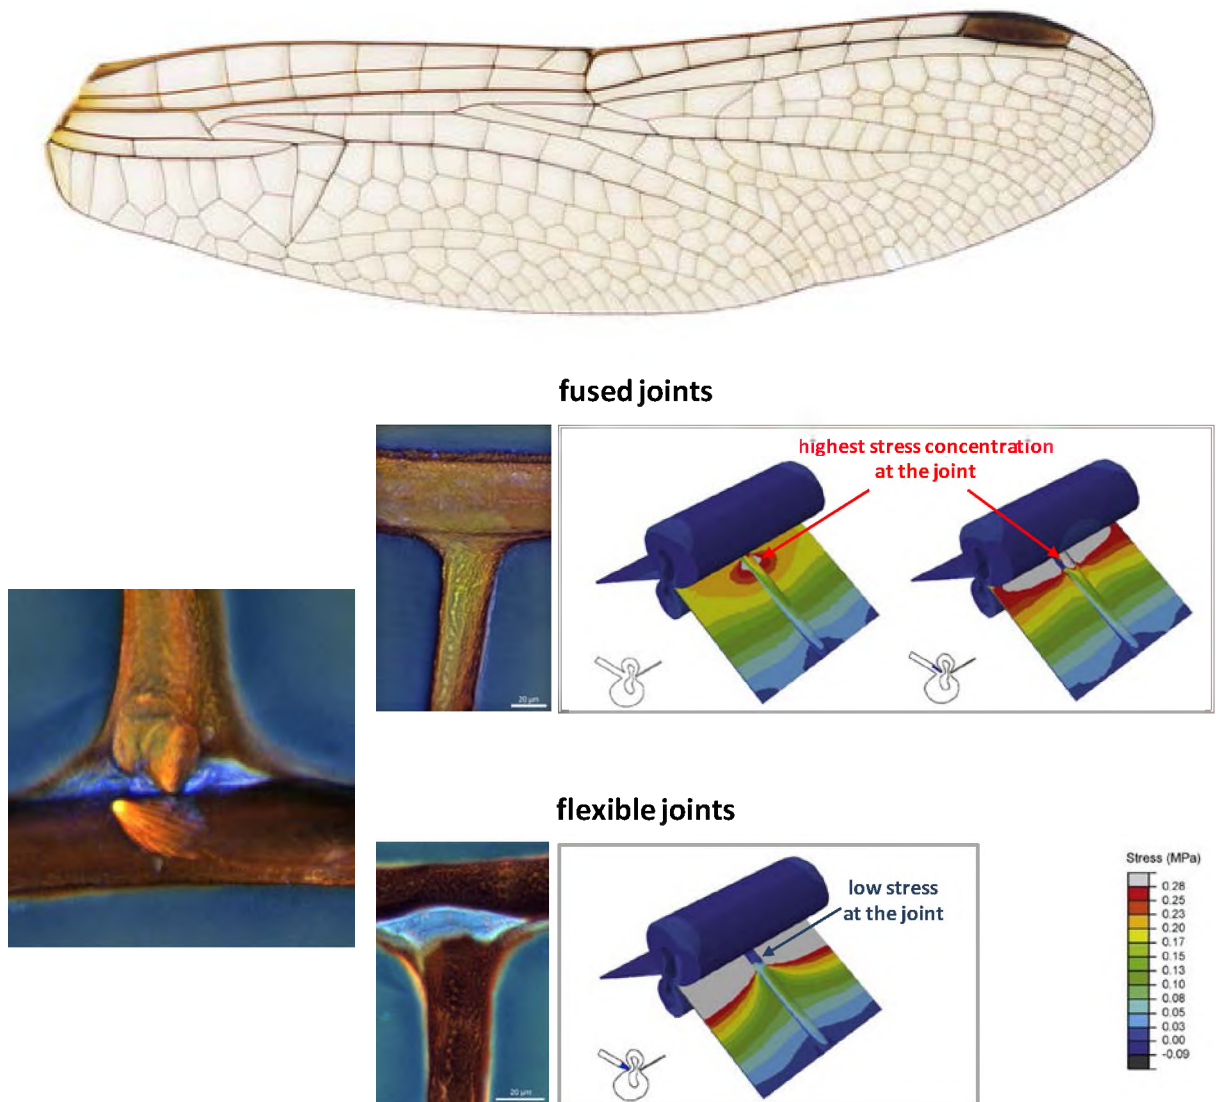 fused joints
highest stress concentration
at the joint
20 µm
flexible joints
low stress
at the joint
20 µm
Stress (MPa)
0.28
0.25
0.23
0.20
0.17
0.15
0.13
0.10
0.08
0.05
0.03
0.00
-0.09